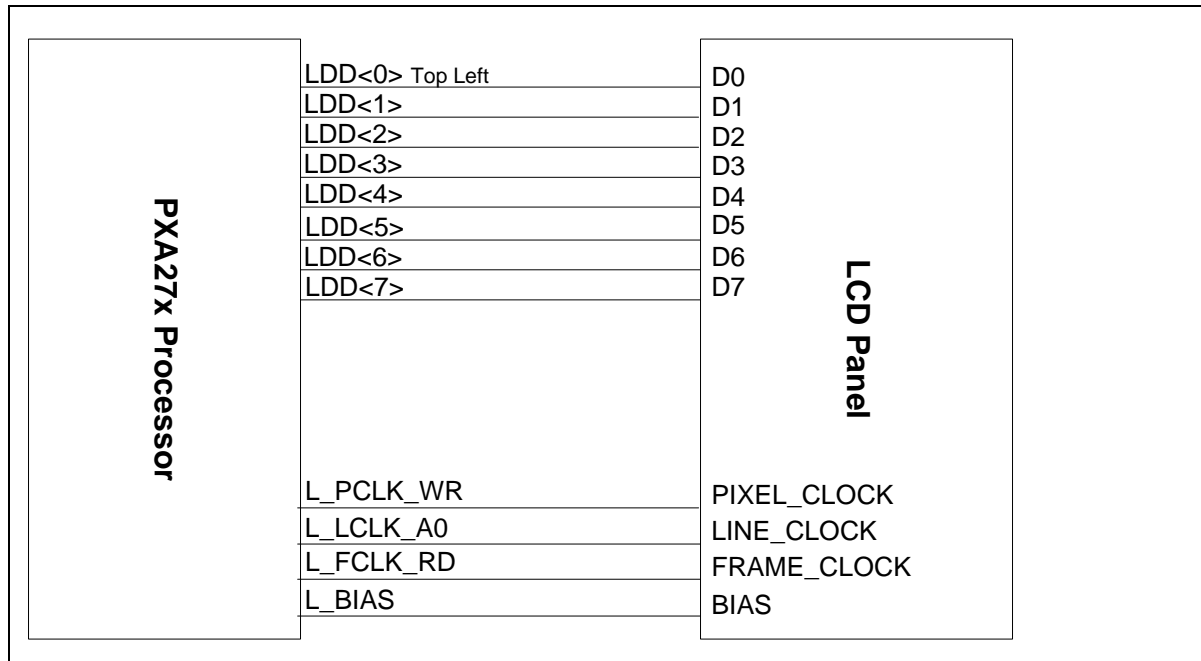 PXA27x Processor
LDD<0> Top Left
LDD<1>
LDD<2>
LDD<3>
LDD<4>
LDD<5>
LDD<6>
LDD<7>
L_PCLK_WR
L_LCLK_A0
L_FCLK_RD
L_BIAS
D0
D1
D2
D3
D4
D5
D6
D7
PIXEL_CLOCK
LINE_CLOCK
FRAME_CLOCK
BIAS
LCD Panel